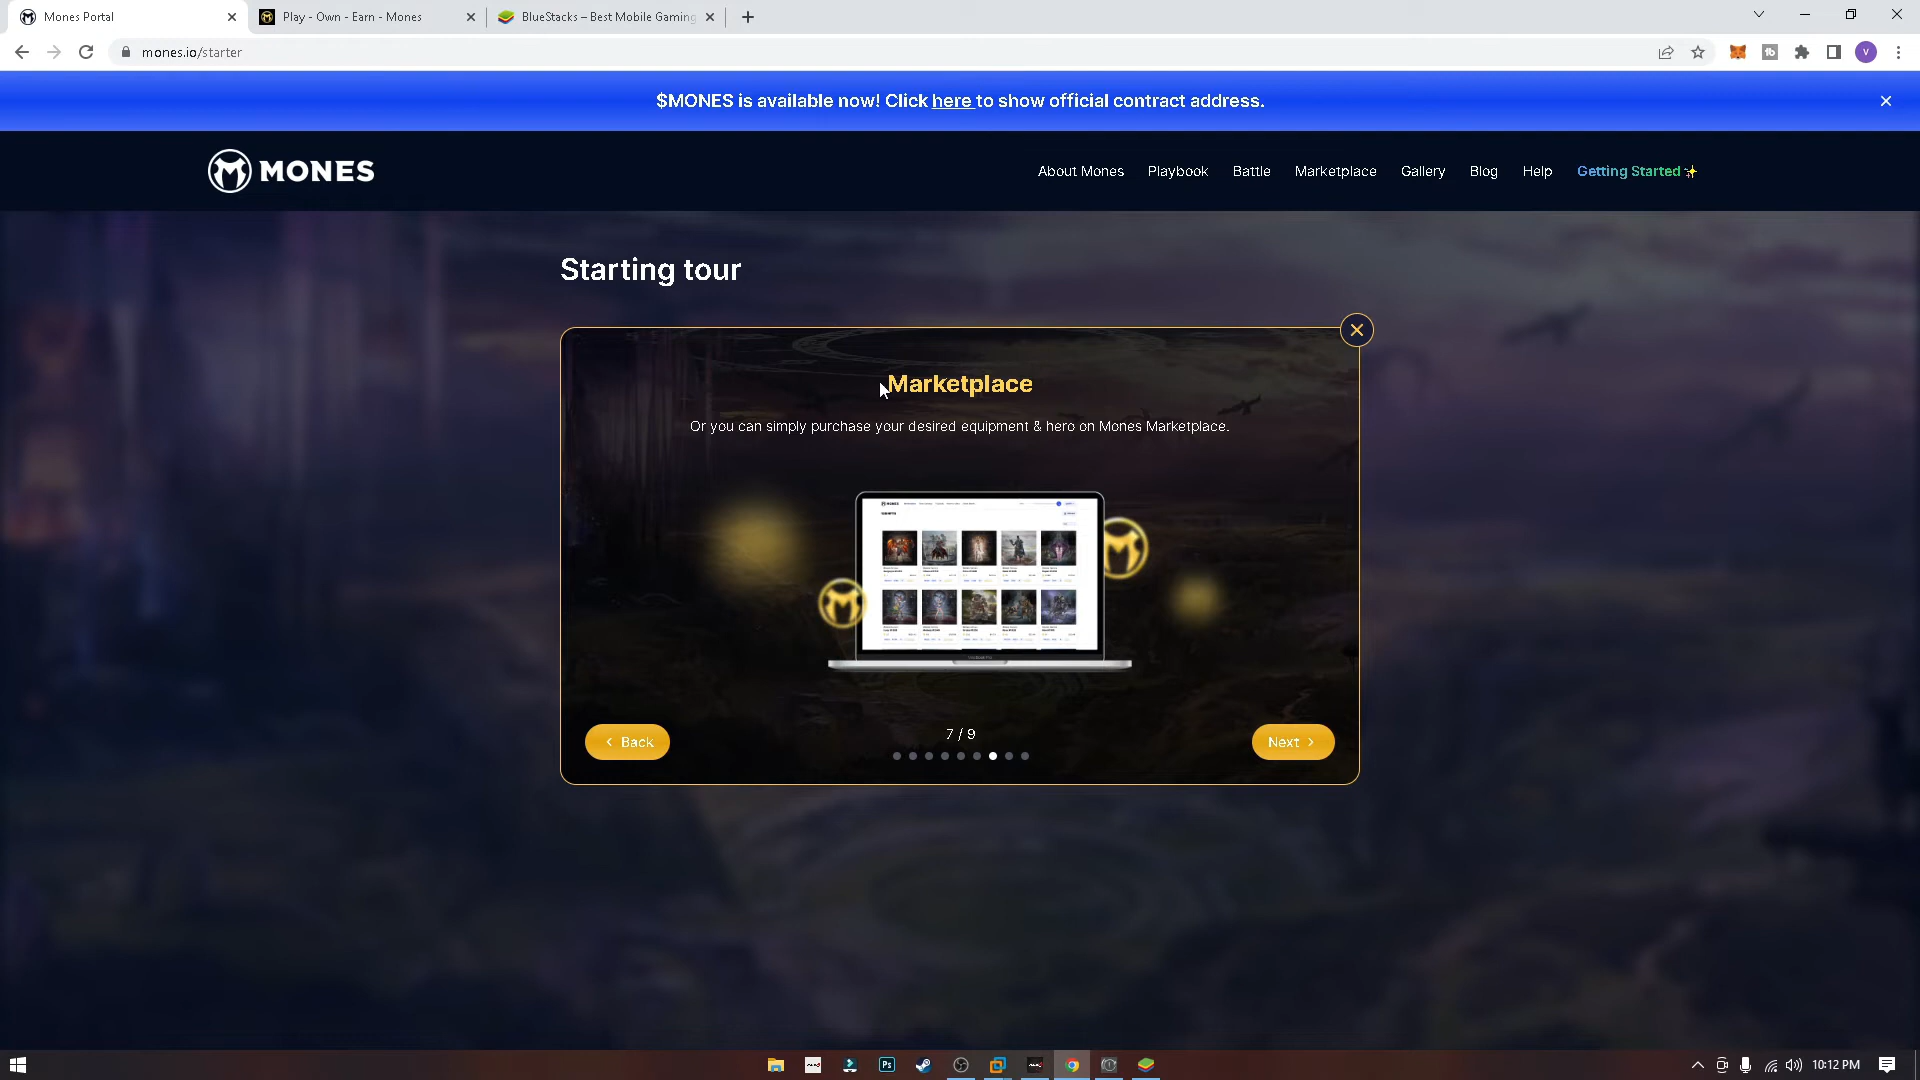 Mones Portal
Play - Own - Earn - Mones
BlueStacks – Best Mobile Gaming
mones.io/starter
V
$MONES is available now! Click here to show official contract address.
MONES
About Mones
Playbook
Battle
Marketplace
Gallery
Blog
Help
Getting Started
Starting tour
Marketplace
Or you can simply purchase your desired equipment & hero on Mones Marketplace.
Back
7 / 9
Next
Ps
10:12 PM